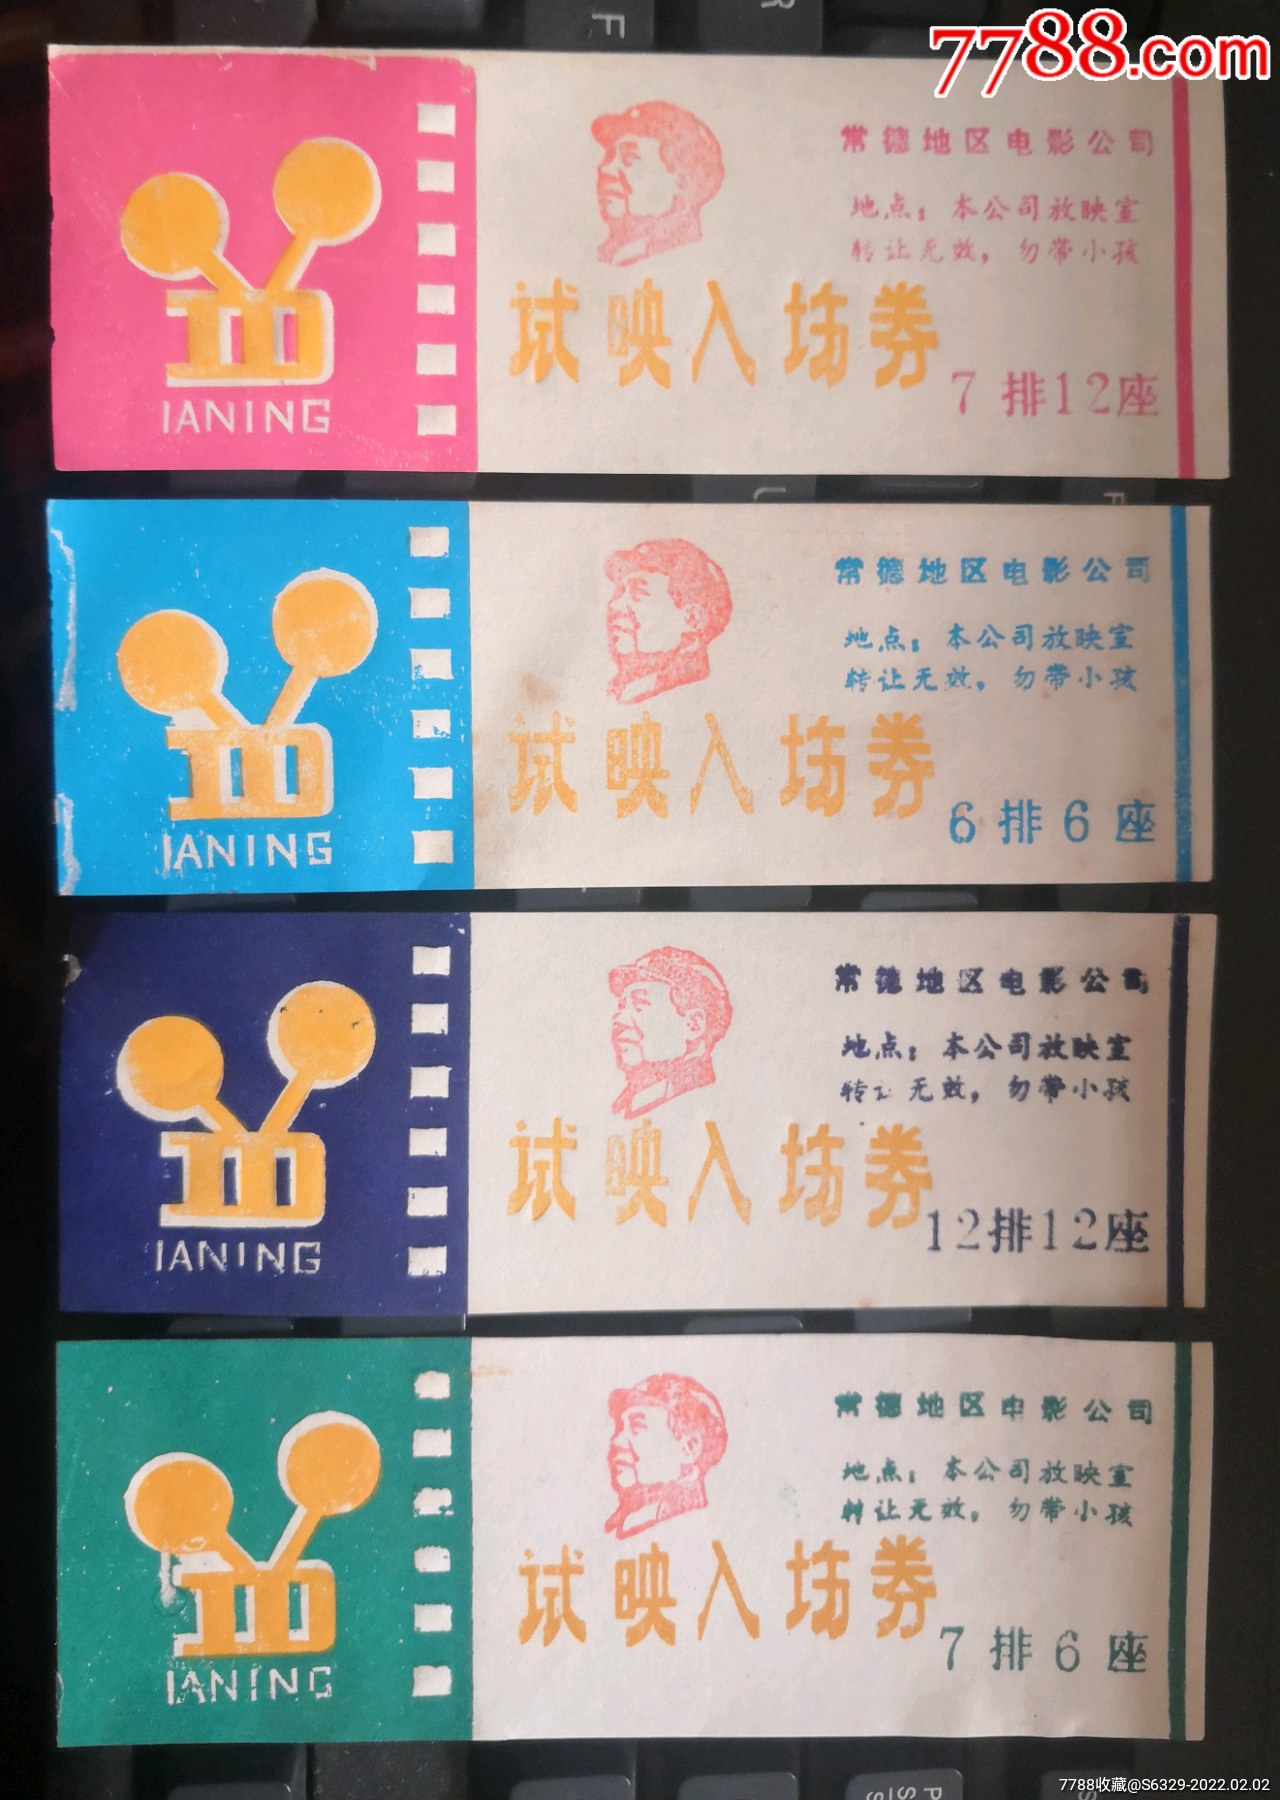 7788.com
常德地区电影公司
地点：本公司放映室
转让无效，勿带小孩
试映入场券
7排12座
IANING
常德地区电影公司
地点：本公司放映室
转让无效，勿带小孩
试映入场券
6排6座
IANING
常德地区电影公司
地点：本公司放映室
转让无效，勿带小孩
试映入场券
12排12座
IANING
常德地区电影公司
地点：本公司放映室
转让无效，勿带小孩
试映入场券
7排6座
IANING
7788收藏@S6329-2022.02.02